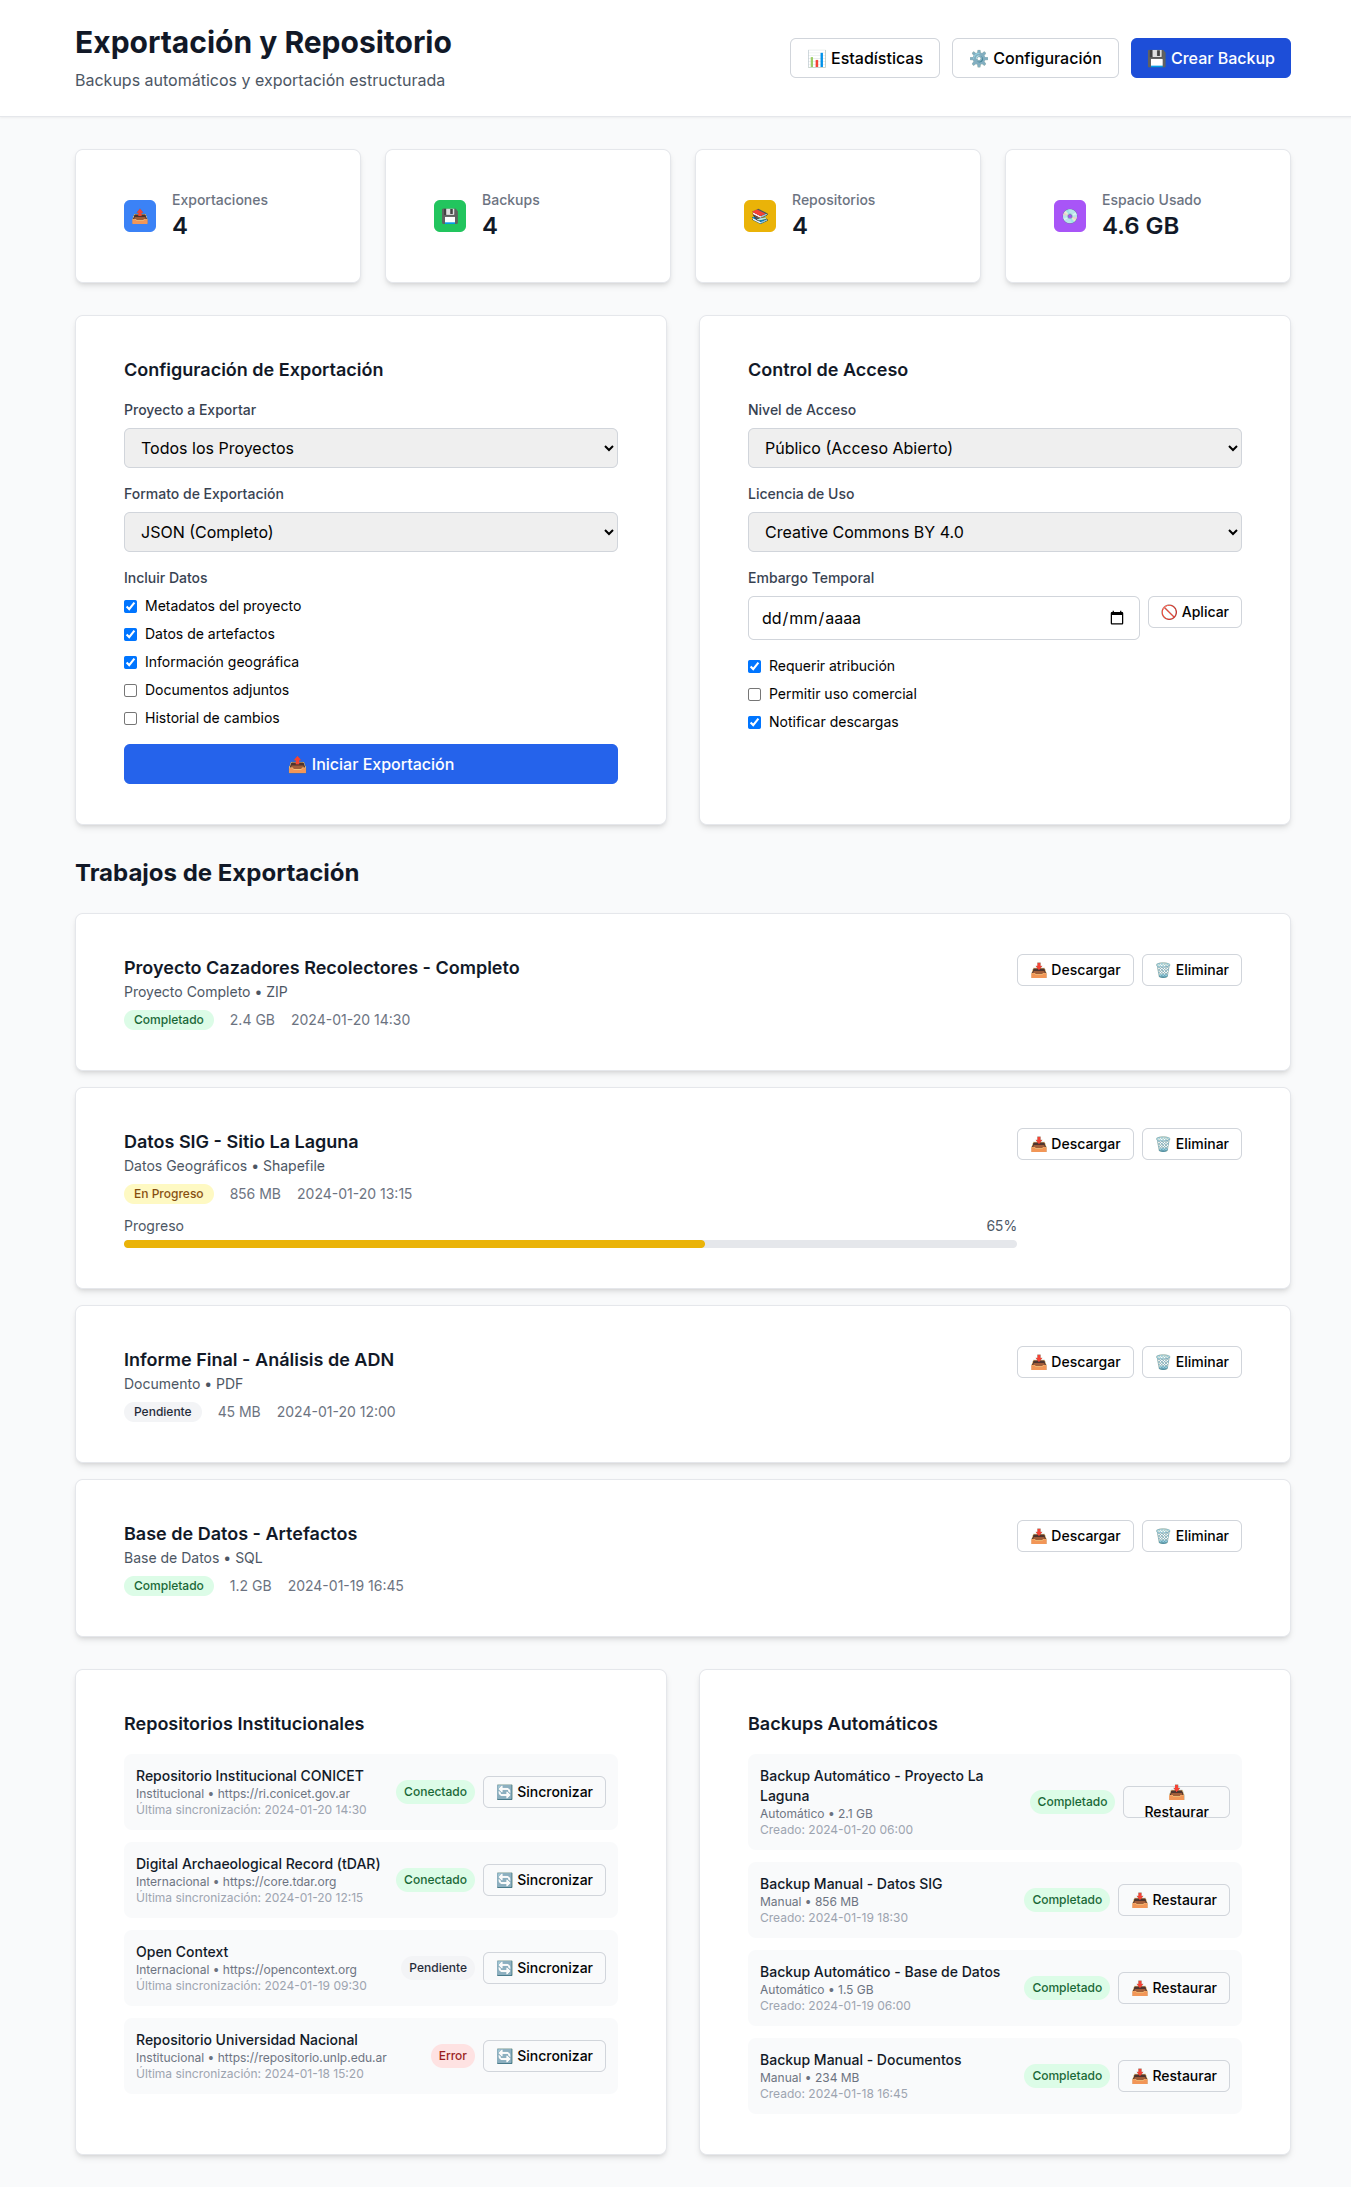 Exportación y Repositorio
Backups automáticos y exportación estructurada
Estadísticas
Configuración
Crear Backup
Exportaciones
4
Backups
4
Repositorios
4
Espacio Usado
4.6 GB
Configuración de Exportación
Proyecto a Exportar
Todos los Proyectos
Formato de Exportación
JSON (Completo)
Incluir Datos
Metadatos del proyecto
Datos de artefactos
Información geográfica
Documentos adjuntos
Historial de cambios
Iniciar Exportación
Control de Acceso
Nivel de Acceso
Público (Acceso Abierto)
Licencia de Uso
Creative Commons BY 4.0
Embargo Temporal
dd/mm/aaaa
Aplicar
Requerir atribución
Permitir uso comercial
Notificar descargas
Trabajos de Exportación
Proyecto Cazadores Recolectores - Completo
Proyecto Completo • ZIP
Completado 2.4 GB 2024-01-20 14:30
Descargar
Eliminar
Datos SIG - Sitio La Laguna
Datos Geográficos • Shapefile
En Progreso 856 MB 2024-01-20 13:15
Progreso 65%
Descargar
Eliminar
Informe Final - Análisis de ADN
Documento • PDF
Pendiente 45 MB 2024-01-20 12:00
Descargar
Eliminar
Base de Datos - Artefactos
Base de Datos • SQL
Completado 1.2 GB 2024-01-19 16:45
Descargar
Eliminar
Repositorios Institucionales
Repositorio Institucional CONICET
Institucional • https://ri.conicet.gov.ar
Última sincronización: 2024-01-20 14:30
Conectado
Sincronizar
Digital Archaeological Record (tDAR)
Internacional • https://core.tdar.org
Última sincronización: 2024-01-20 12:15
Conectado
Sincronizar
Open Context
Internacional • https://opencontext.org
Última sincronización: 2024-01-19 09:30
Pendiente
Sincronizar
Repositorio Universidad Nacional
Institucional • https://repositorio.unlp.edu.ar
Última sincronización: 2024-01-18 15:20
Error
Sincronizar
Backups Automáticos
Backup Automático - Proyecto La
Laguna
Automático • 2.1 GB
Creado: 2024-01-20 06:00
Completado
Restaurar
Backup Manual - Datos SIG
Manual • 856 MB
Creado: 2024-01-19 18:30
Completado
Restaurar
Backup Automático - Base de Datos
Automático • 1.5 GB
Creado: 2024-01-19 06:00
Completado
Restaurar
Backup Manual - Documentos
Manual • 234 MB
Creado: 2024-01-18 16:45
Completado
Restaurar